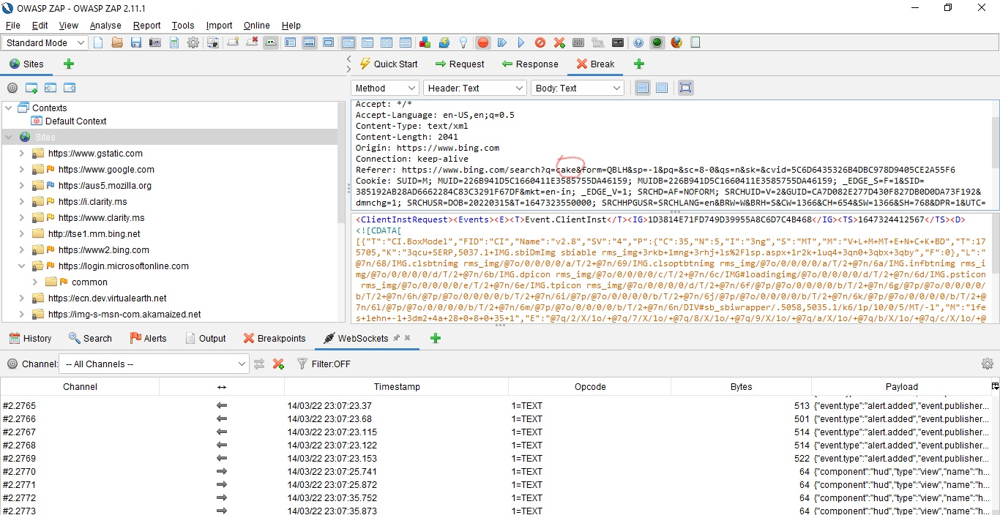 OWASP ZAP - OWASP ZAP 2.11.1
File Edit View Analyse Report Tools Import Online Help
Standard Mode
Sites
Quick Start Request Response Break
Method Header: Text Body: Text
Contexts
Default Context
Sites
https://www.gstatic.com
https://www.google.com
https://aus5.mozilla.org
https://i.clarity.ms
https://www.clarity.ms
http://tse1.mm.bing.net
https://www2.bing.com
https://login.microsoftonline.com
common
https://ecn.dev.virtualearth.net
https://img-s-msn-com.akamaized.net
Accept: */*
Accept-Language: en-US,en;q=0.5
Content-Type: text/xml
Content-Length: 2041
Origin: https://www.bing.com
Connection: keep-alive
Referer: https://www.bing.com/search?q=cake&form=QBLH&sp=-1&pq=&sc=8-0&qs=n&sk=&cvid=5C6D6435326B4DBC978D9405CE2A55F6
Cookie: SUID=M; MUID=226B941D5C1660411E3585755DA46159; MUIDB=226B941D5C1660411E3585755DA46159; _EDGE_S=F=1&SID=
385192AB28AD6662284C83C3291F67DF&mkt=en-in; _EDGE_V=1; SRCHD=AF=NOFORM; SRCHUID=V=2&GUID=CA7D082E277D430F827DB0D0DA73F192&
dmnchg=1; SRCHUSR=DOB=20220315&T=1647323550000; SRCHHPGUSR=SRCHLANG=en&BRW=W&BRH=S&CW=1366&CH=654&SW=1366&SH=768&DPR=1&UTC=
<ClientInstRequest><Events><E><T>Event.ClientInst</T><IG>1D3814E71FD749D39955A8C6D7C4B468</IG><TS>1647324412567</TS><D>
<![CDATA[
[{"T":"CI.BoxModel","FID":"CI","Name":"v2.8","SV":"4","P":{"C":35,"N":5,"I":"3ng","S":"MT","M":"V+L+M+MT+E+N+C+K+BD","T":17
5705,"K":"3qcu+SERP,5037.1+IMG.sbiDmImg sbiable rms_img+3rkb+1mng+3rhj+ls%2Flsp.aspx+1r2k+1uq4+3qn0+3qbx+3qby","F":0},"L":"
@7n/68/IMG.clsbtnimg rms_img/@7o/0/0/0/0/a/T/2+@7n/69/IMG.clsoptbtnimg rms_img/@7o/0/0/0/0/a/T/2+@7n/6a/IMG.infbtnimg rms_i
mg/@7o/0/0/0/0/a/T/2+@7n/6b/IMG.dpicon rms_img/@7o/0/0/0/0/c/T/2+@7n/6c/IMG#loadingimg/@7o/0/0/0/0/d/T/2+@7n/6d/IMG.psticon
rms_img/@7o/0/0/0/0/e/T/2+@7n/6e/IMG.tpicon rms_img/@7o/0/0/0/0/d/T/2+@7n/6f/@7p/@7o/0/0/0/0/b/T/2+@7n/6g/@7p/@7o/0/0/0/0/
b/T/2+@7n/6h/@7p/@7o/0/0/0/0/b/T/2+@7n/6i/@7p/@7o/0/0/0/0/b/T/2+@7n/6j/@7p/@7o/0/0/0/0/b/T/2+@7n/6k/@7p/@7o/0/0/0/0/b/T/2+@
7n/6l/@7p/@7o/0/0/0/0/b/T/2+@7n/6m/@7p/@7o/0/0/0/0/b/T/2+@7n/6n/DIV#sb_sbiwrapper/.5058,5035.1/k6/1p/10/0/5/MT/-1","M":"1fe
s+1ehn+-1+3dm2+4a+28+0+8+0+35+1","E":"@7q/2/X/1o/+@7q/7/X/1o/+@7q/8/X/1o/+@7q/9/X/1o/+@7q/a/X/1o/+@7q/b/X/1o/+@7q/c/X/1o/+@
History Search Alerts Output Breakpoints WebSockets
Channel: -- All Channels -- Filter:OFF
Channel Timestamp Opcode Bytes Payload
#2.2765 14/03/22 23:07:23.37 1=TEXT 513 {"event.type":"alert.added","event.publisher...
#2.2766 14/03/22 23:07:23.68 1=TEXT 501 {"event.type":"alert.added","event.publisher...
#2.2767 14/03/22 23:07:23.115 1=TEXT 514 {"event.type":"alert.added","event.publisher...
#2.2768 14/03/22 23:07:23.122 1=TEXT 514 {"event.type":"alert.added","event.publisher...
#2.2769 14/03/22 23:07:23.153 1=TEXT 522 {"event.type":"alert.added","event.publisher...
#2.2770 14/03/22 23:07:25.741 1=TEXT 64 {"component":"hud","type":"view","name":"h...
#2.2771 14/03/22 23:07:25.872 1=TEXT 64 {"component":"hud","type":"view","name":"h...
#2.2772 14/03/22 23:07:35.752 1=TEXT 64 {"component":"hud","type":"view","name":"h...
#2.2773 14/03/22 23:07:35.873 1=TEXT 64 {"component":"hud","type":"view","name":"h...